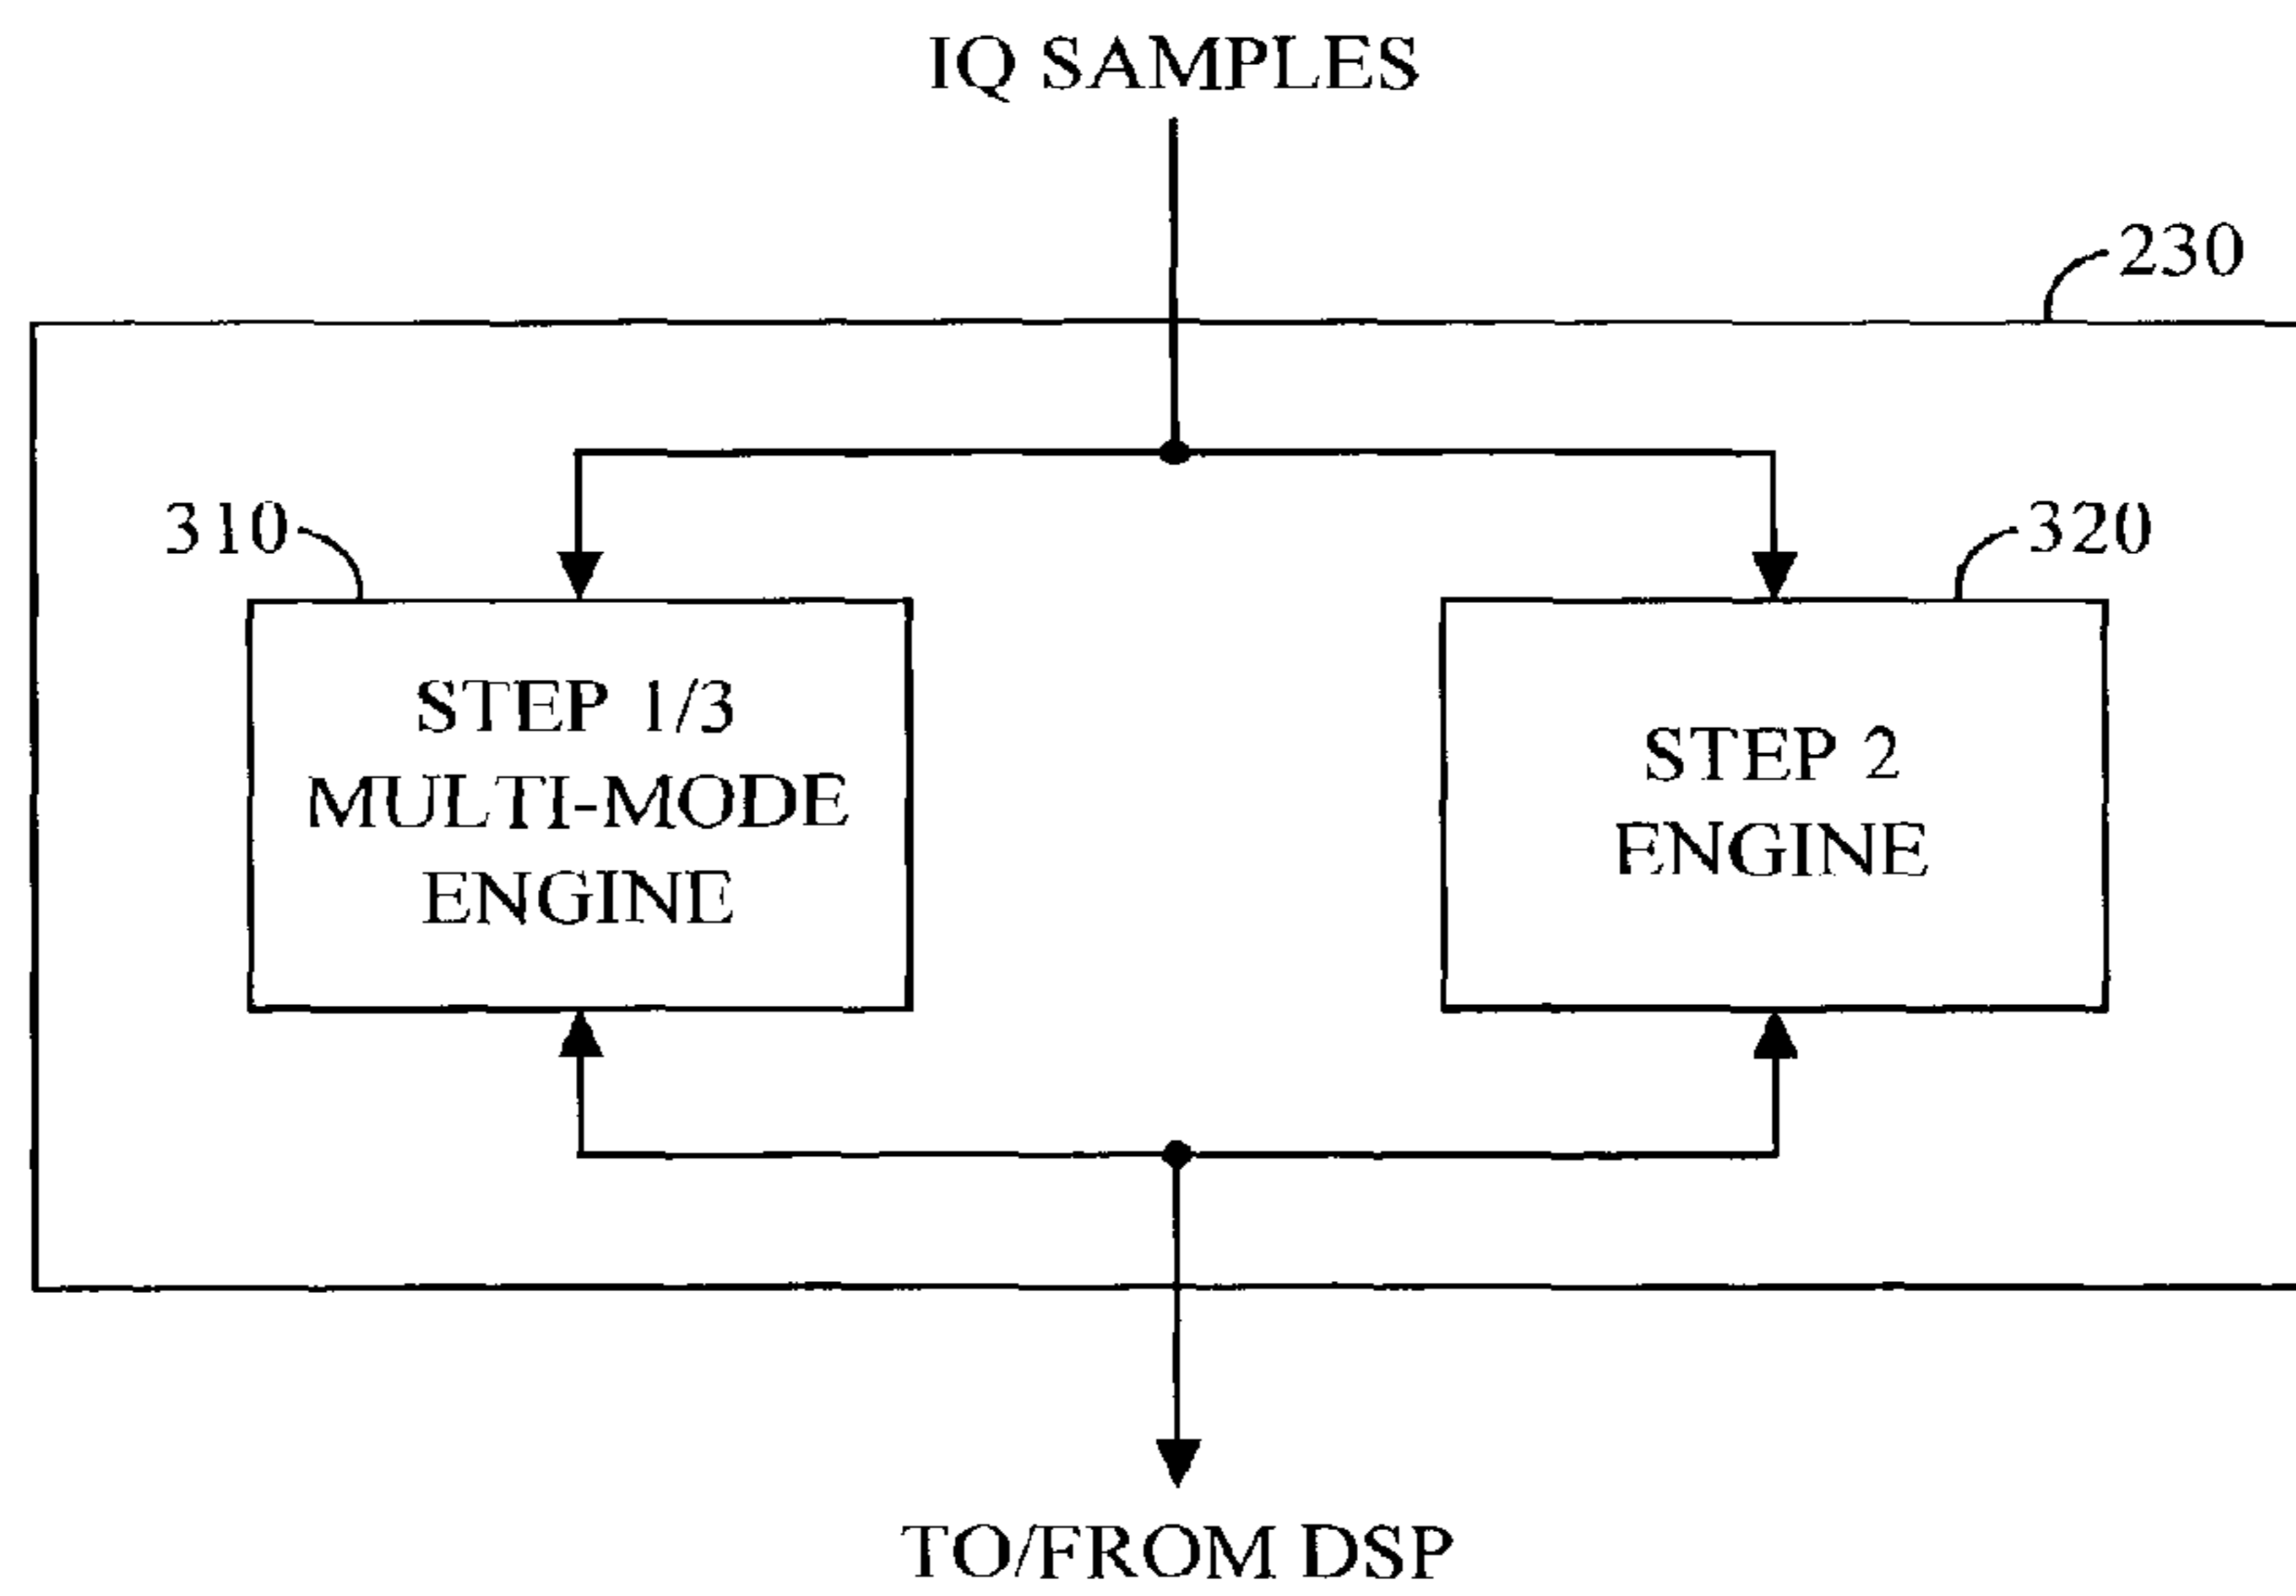 IQ SAMPLES
230
310
320
STEP 1/3
MULTI-MODE
ENGINE
STEP 2
ENGINE
TO/FROM DSP